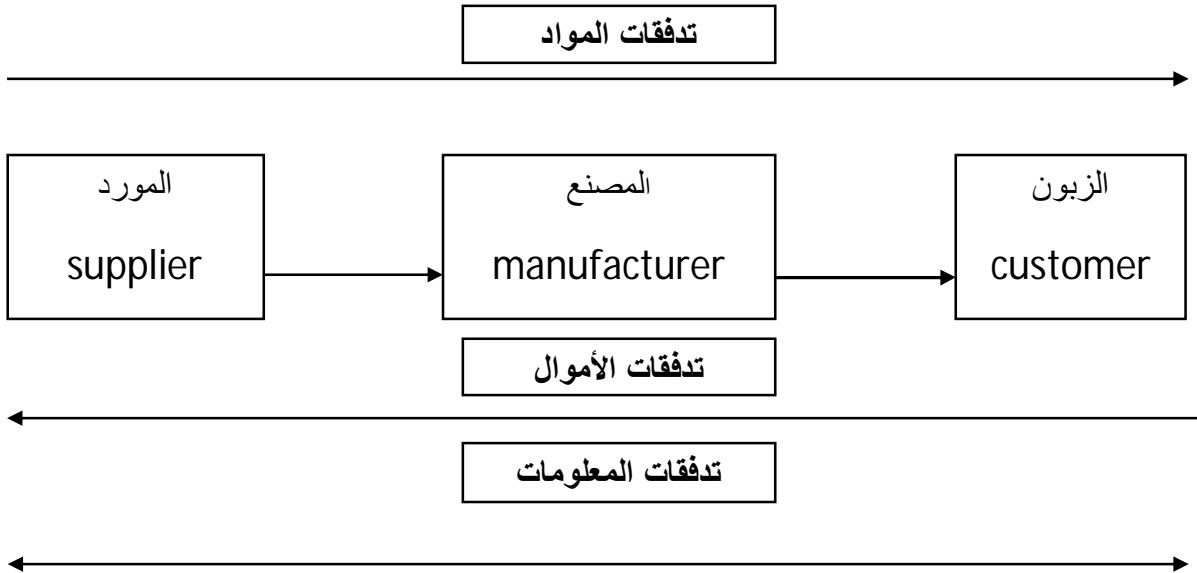 تدفقات المواد
المورد
supplier
المصنع
manufacturer
الزبون
customer
تدفقات الأموال
تدفقات المعلومات